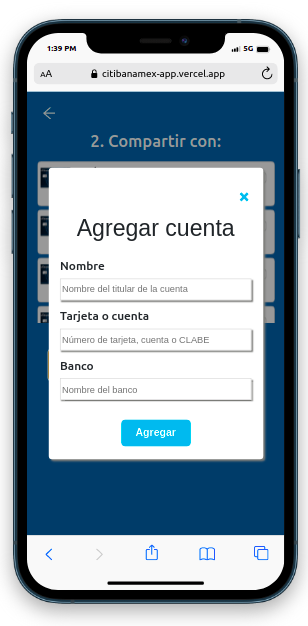 1:39 PM
5G
AA
citibanamex-app.vercel.app
2. Compartir con:
Agregar cuenta
Nombre
Nombre del titular de la cuenta
Tarjeta o cuenta
Número de tarjeta, cuenta o CLABE
Banco
Nombre del banco
Agregar